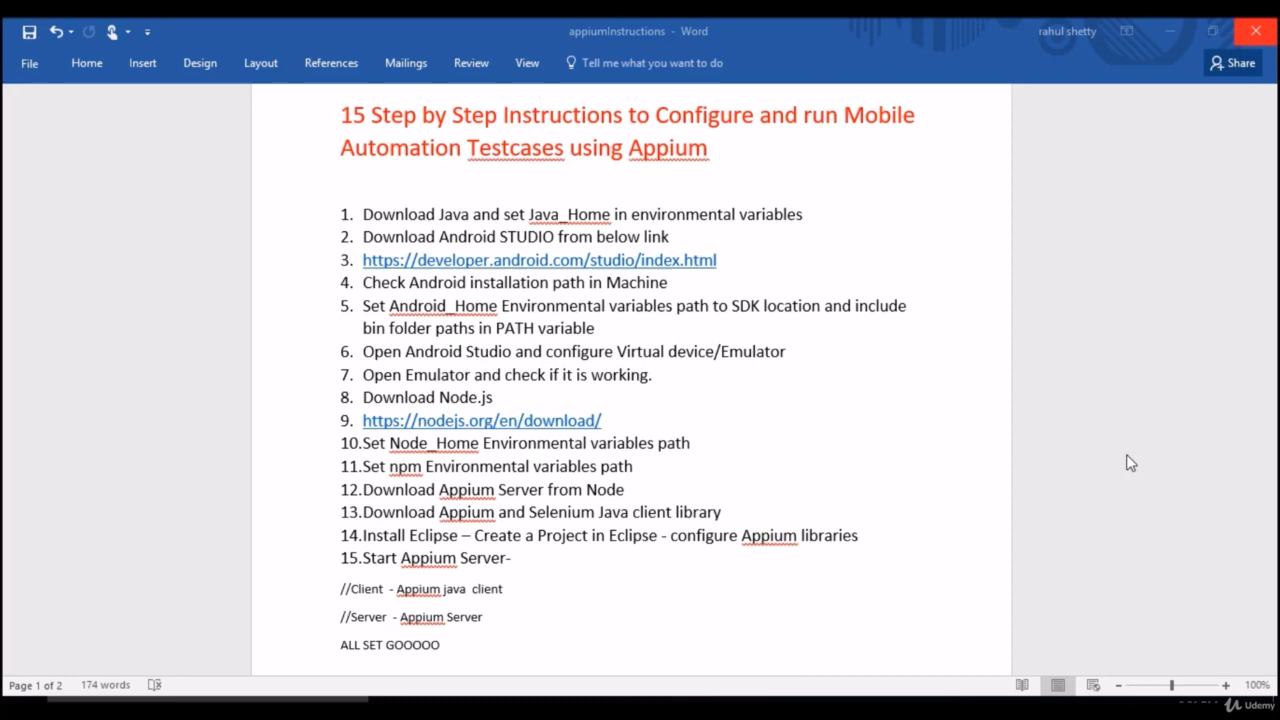 appiumInstructions - Word
rahul shetty
File Home Insert Design Layout References Mailings Review View Tell me what you want to do Share
15 Step by Step Instructions to Configure and run Mobile
Automation Testcases using Appium
1. Download Java and set Java_Home in environmental variables
2. Download Android STUDIO from below link
3. https://developer.android.com/studio/index.html
4. Check Android installation path in Machine
5. Set Android_Home Environmental variables path to SDK location and include
bin folder paths in PATH variable
6. Open Android Studio and configure Virtual device/Emulator
7. Open Emulator and check if it is working.
8. Download Node.js
9. https://nodejs.org/en/download/
10.Set Node_Home Environmental variables path
11.Set npm Environmental variables path
12.Download Appium Server from Node
13.Download Appium and Selenium Java client library
14.Install Eclipse – Create a Project in Eclipse - configure Appium libraries
15.Start Appium Server-
//Client - Appium java client
//Server - Appium Server
ALL SET GOOOOO
Page 1 of 2 174 words 100%
Udemy